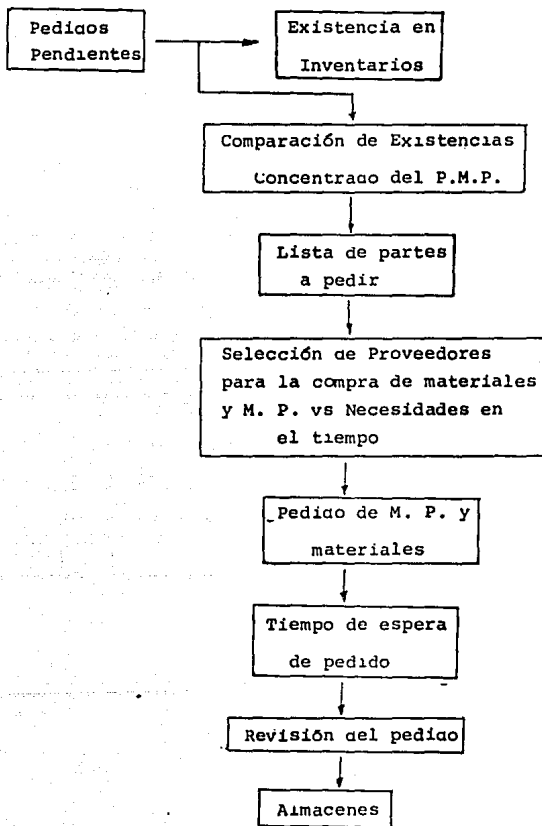 Pedidos
Pendientes
Existencia en
Inventarios
Comparación de Existencias
Concentrado del P.M.P.
Lista de partes
a pedir
Selección de Proveedores
para la compra de materiales
y M. P. vs Necesidades en
el tiempo
Pedido de M. P. y
materiales
Tiempo de espera
de pedido
Revisión del pedido
Almacenes